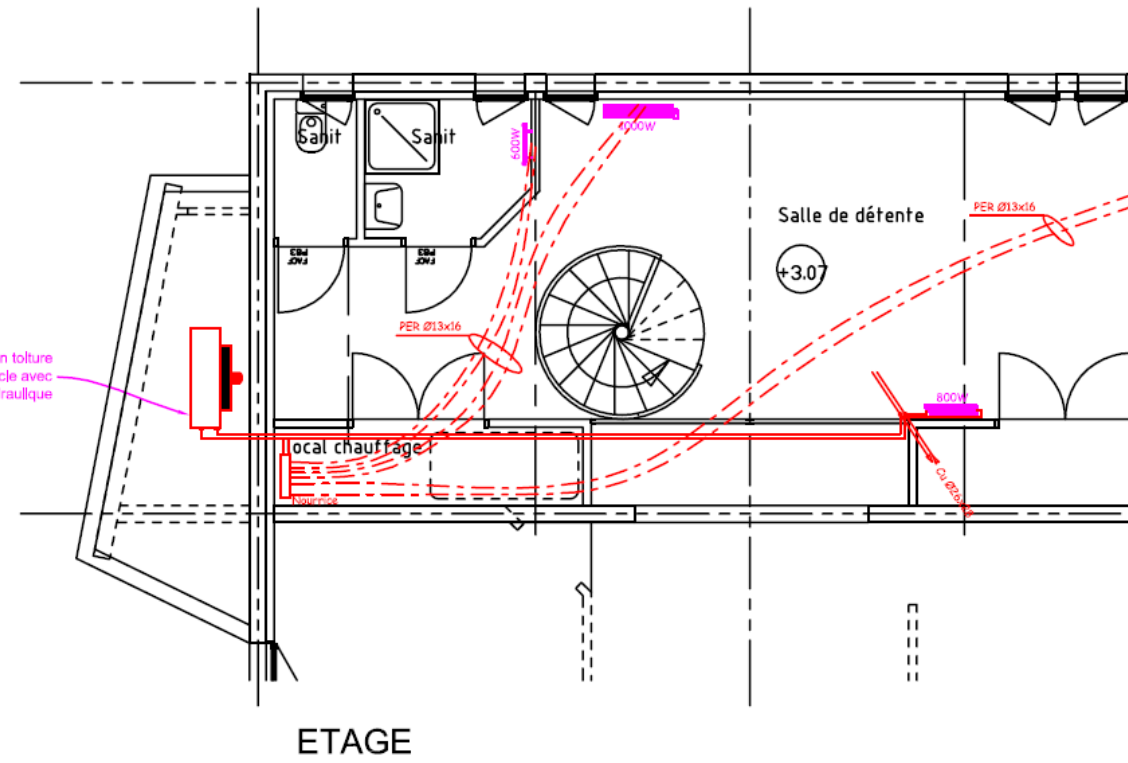 Sanit
Sanit
600W
1000W
Salle de détente
PER Ø13x16
+3.07
PER Ø13x16
n toiture
cle avec
raulique
800W
ocal chauffage
Nourrice
ETAGE